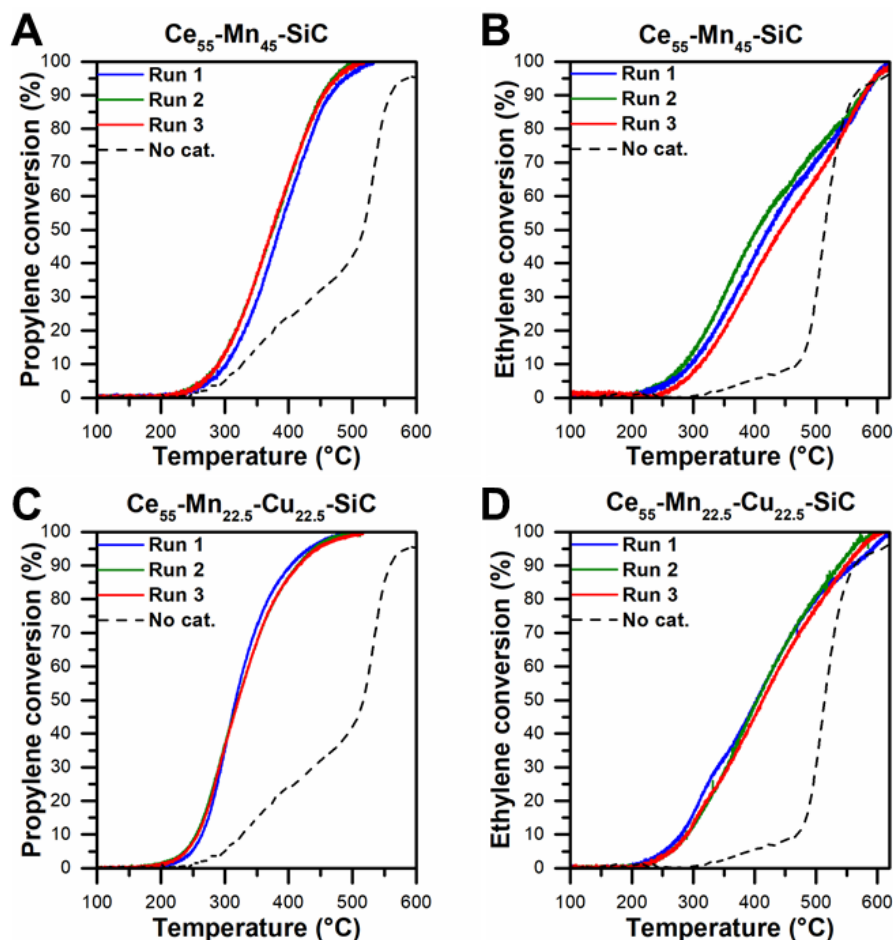 A
Ce55-Mn45-SiC
Propylene conversion (%)
100
90
80
70
60
50
40
30
20
10
0
Run 1
Run 2
Run 3
No cat.
100 200 300 400 500 600
Temperature (°C)
B
Ce55-Mn45-SiC
Ethylene conversion (%)
100
90
80
70
60
50
40
30
20
10
0
Run 1
Run 2
Run 3
No cat.
100 200 300 400 500 600
Temperature (°C)
C
Ce55-Mn22.5-Cu22.5-SiC
Propylene conversion (%)
100
90
80
70
60
50
40
30
20
10
0
Run 1
Run 2
Run 3
No cat.
100 200 300 400 500 600
Temperature (°C)
D
Ce55-Mn22.5-Cu22.5-SiC
Ethylene conversion (%)
100
90
80
70
60
50
40
30
20
10
0
Run 1
Run 2
Run 3
No cat.
100 200 300 400 500 600
Temperature (°C)